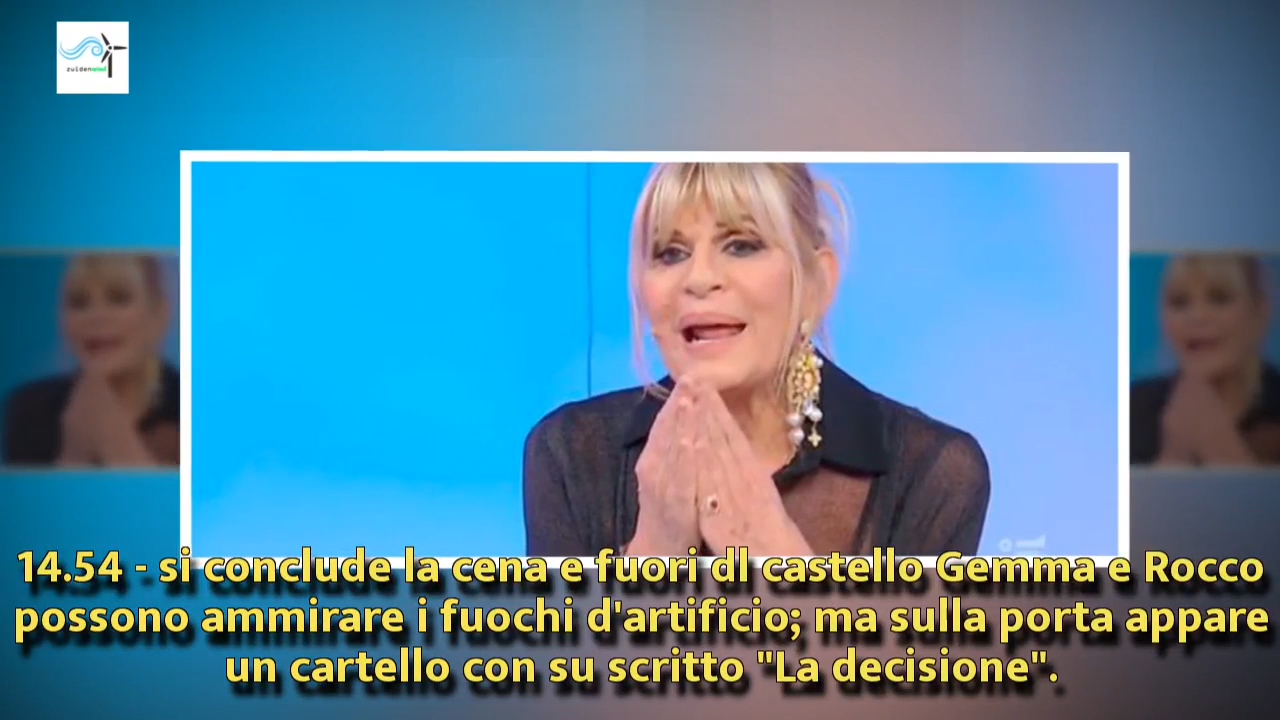 zuidenwind
14.54 - si conclude la cena e fuori dl castello Gemma e Rocco
possono ammirare i fuochi d'artificio; ma sulla porta appare
un cartello con su scritto "La decisione".